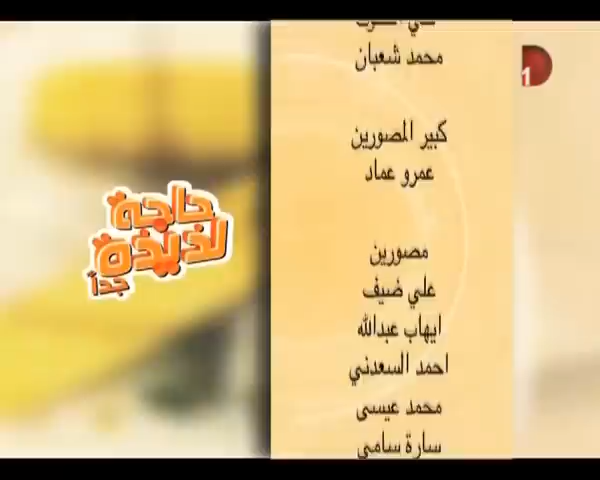 محمد شعبان
كبير المصورين
عمرو عماد
مصورين
علي ضيف
ايهاب عبدالله
احمد السعدني
محمد عيسى
سارة سامي
حاجة
لذيذة
جداً
1